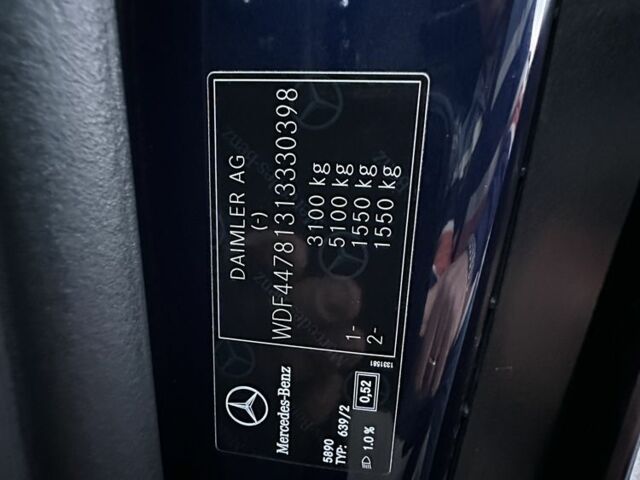 DAIMLER AG
(-)
WDF44781313330398
3100 kg
5100 kg
1- 1550 kg
2- 1550 kg
Mercedes-Benz
1331581
5890
TYP: 639/2
1.0 %
0,52